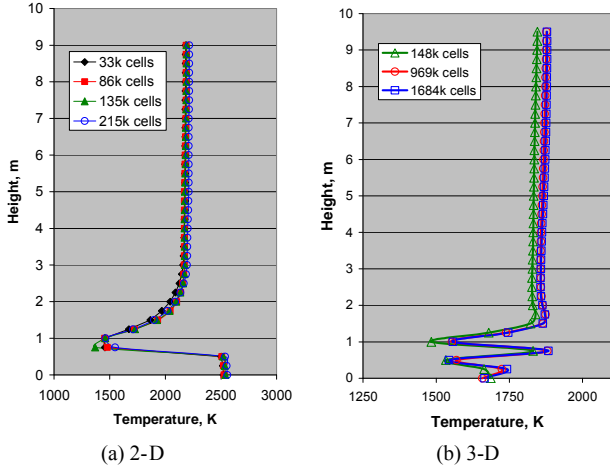 10
9
8
7
6
5
4
3
2
1
0
Height, m
33k cells
86k cells
135k cells
215k cells
1000 1500 2000 2500 3000
Temperature, K
(a) 2-D
10
9
8
7
6
5
4
3
2
1
0
Height, m
148k cells
969k cells
1684k cells
1250 1500 1750 2000
Temperature, K
(b) 3-D